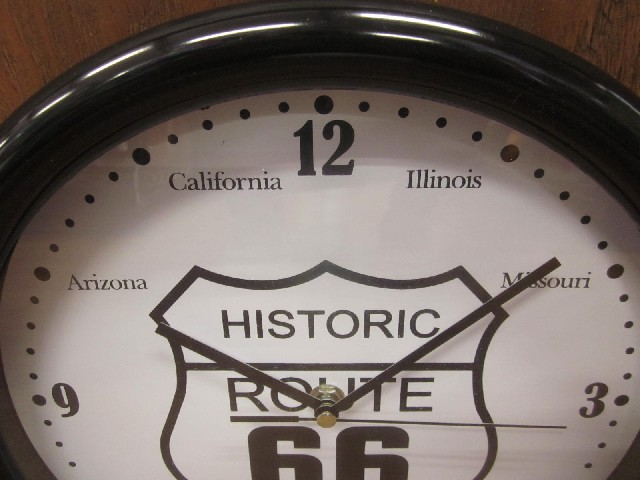 12
California
Illinois
Arizona
Missouri
HISTORIC
ROUTE
9
3
66